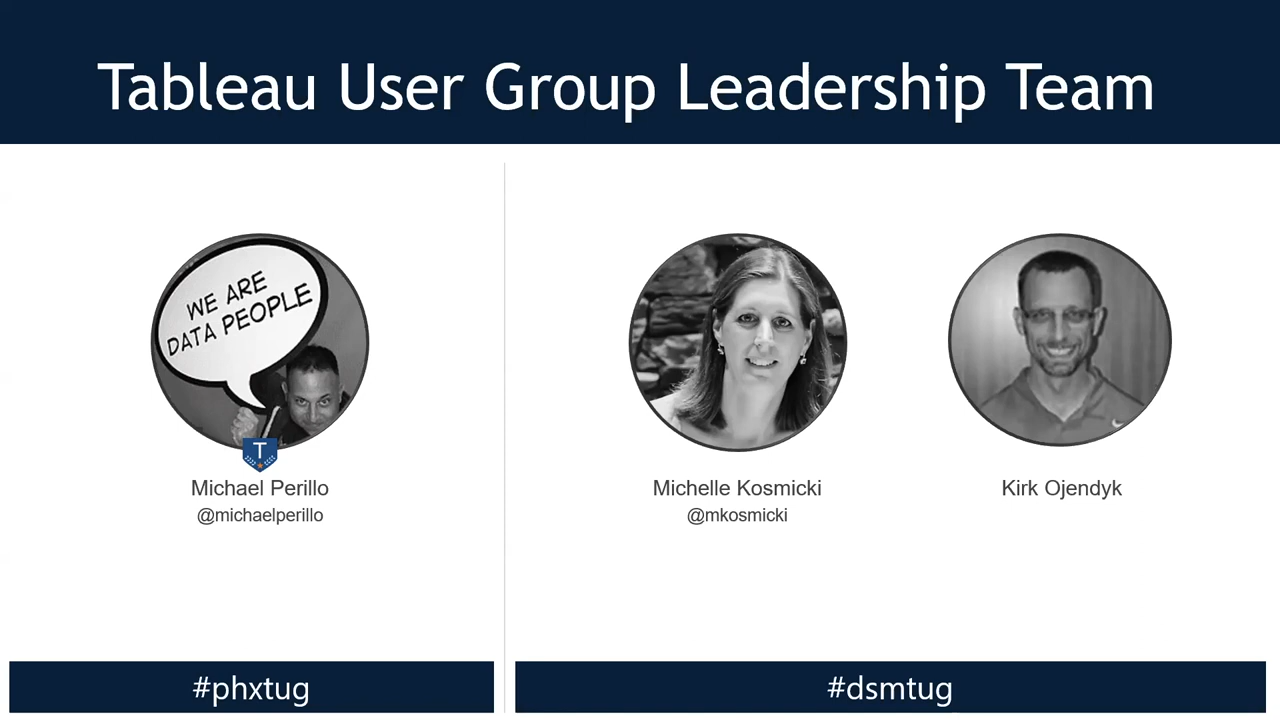 Tableau User Group Leadership Team
WE ARE
DATA PEOPLE
T
Michael Perillo
@michaelperillo
Michelle Kosmicki
@mkosmicki
Kirk Ojendyk
#phxtug
#dsmtug